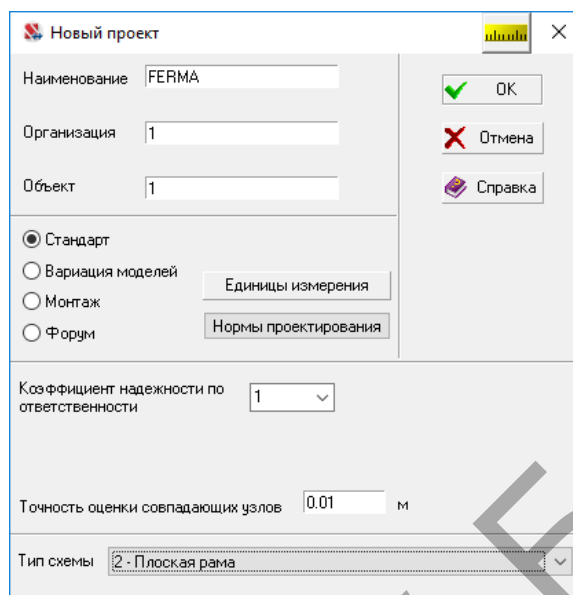 Новый проект
Наименование FERMA
OK
Организация 1
Отмена
Объект 1
Справка
Стандарт
Вариация моделей
Единицы измерения
Монтаж
Форум
Нормы проектирования
Коэффициент надежности по
ответственности
1
Точность оценки совпадающих узлов 0.01 м
Тип схемы 2 - Плоская рама